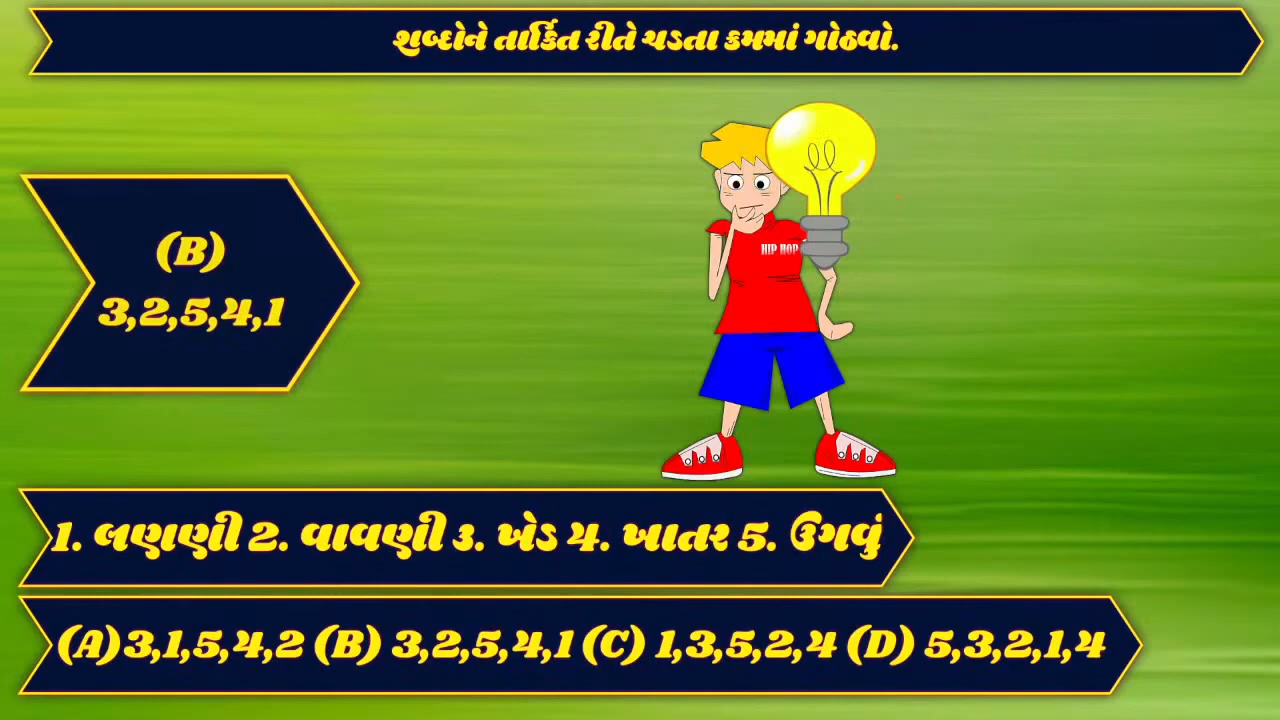 શબ્દોને તાર્કિત રીતે ચડતા ક્રમમાં ગોઠવો.
(B)
3,2,5,4,1
HIP HOP
1. લણણી 2. વાવણી ૩. ખેડ 4. ખાતર 5. ઉગવું
(A)3,1,5,4,2 (B) 3,2,5,4,1 (C) 1,3,5,2,4 (D) 5,3,2,1,4